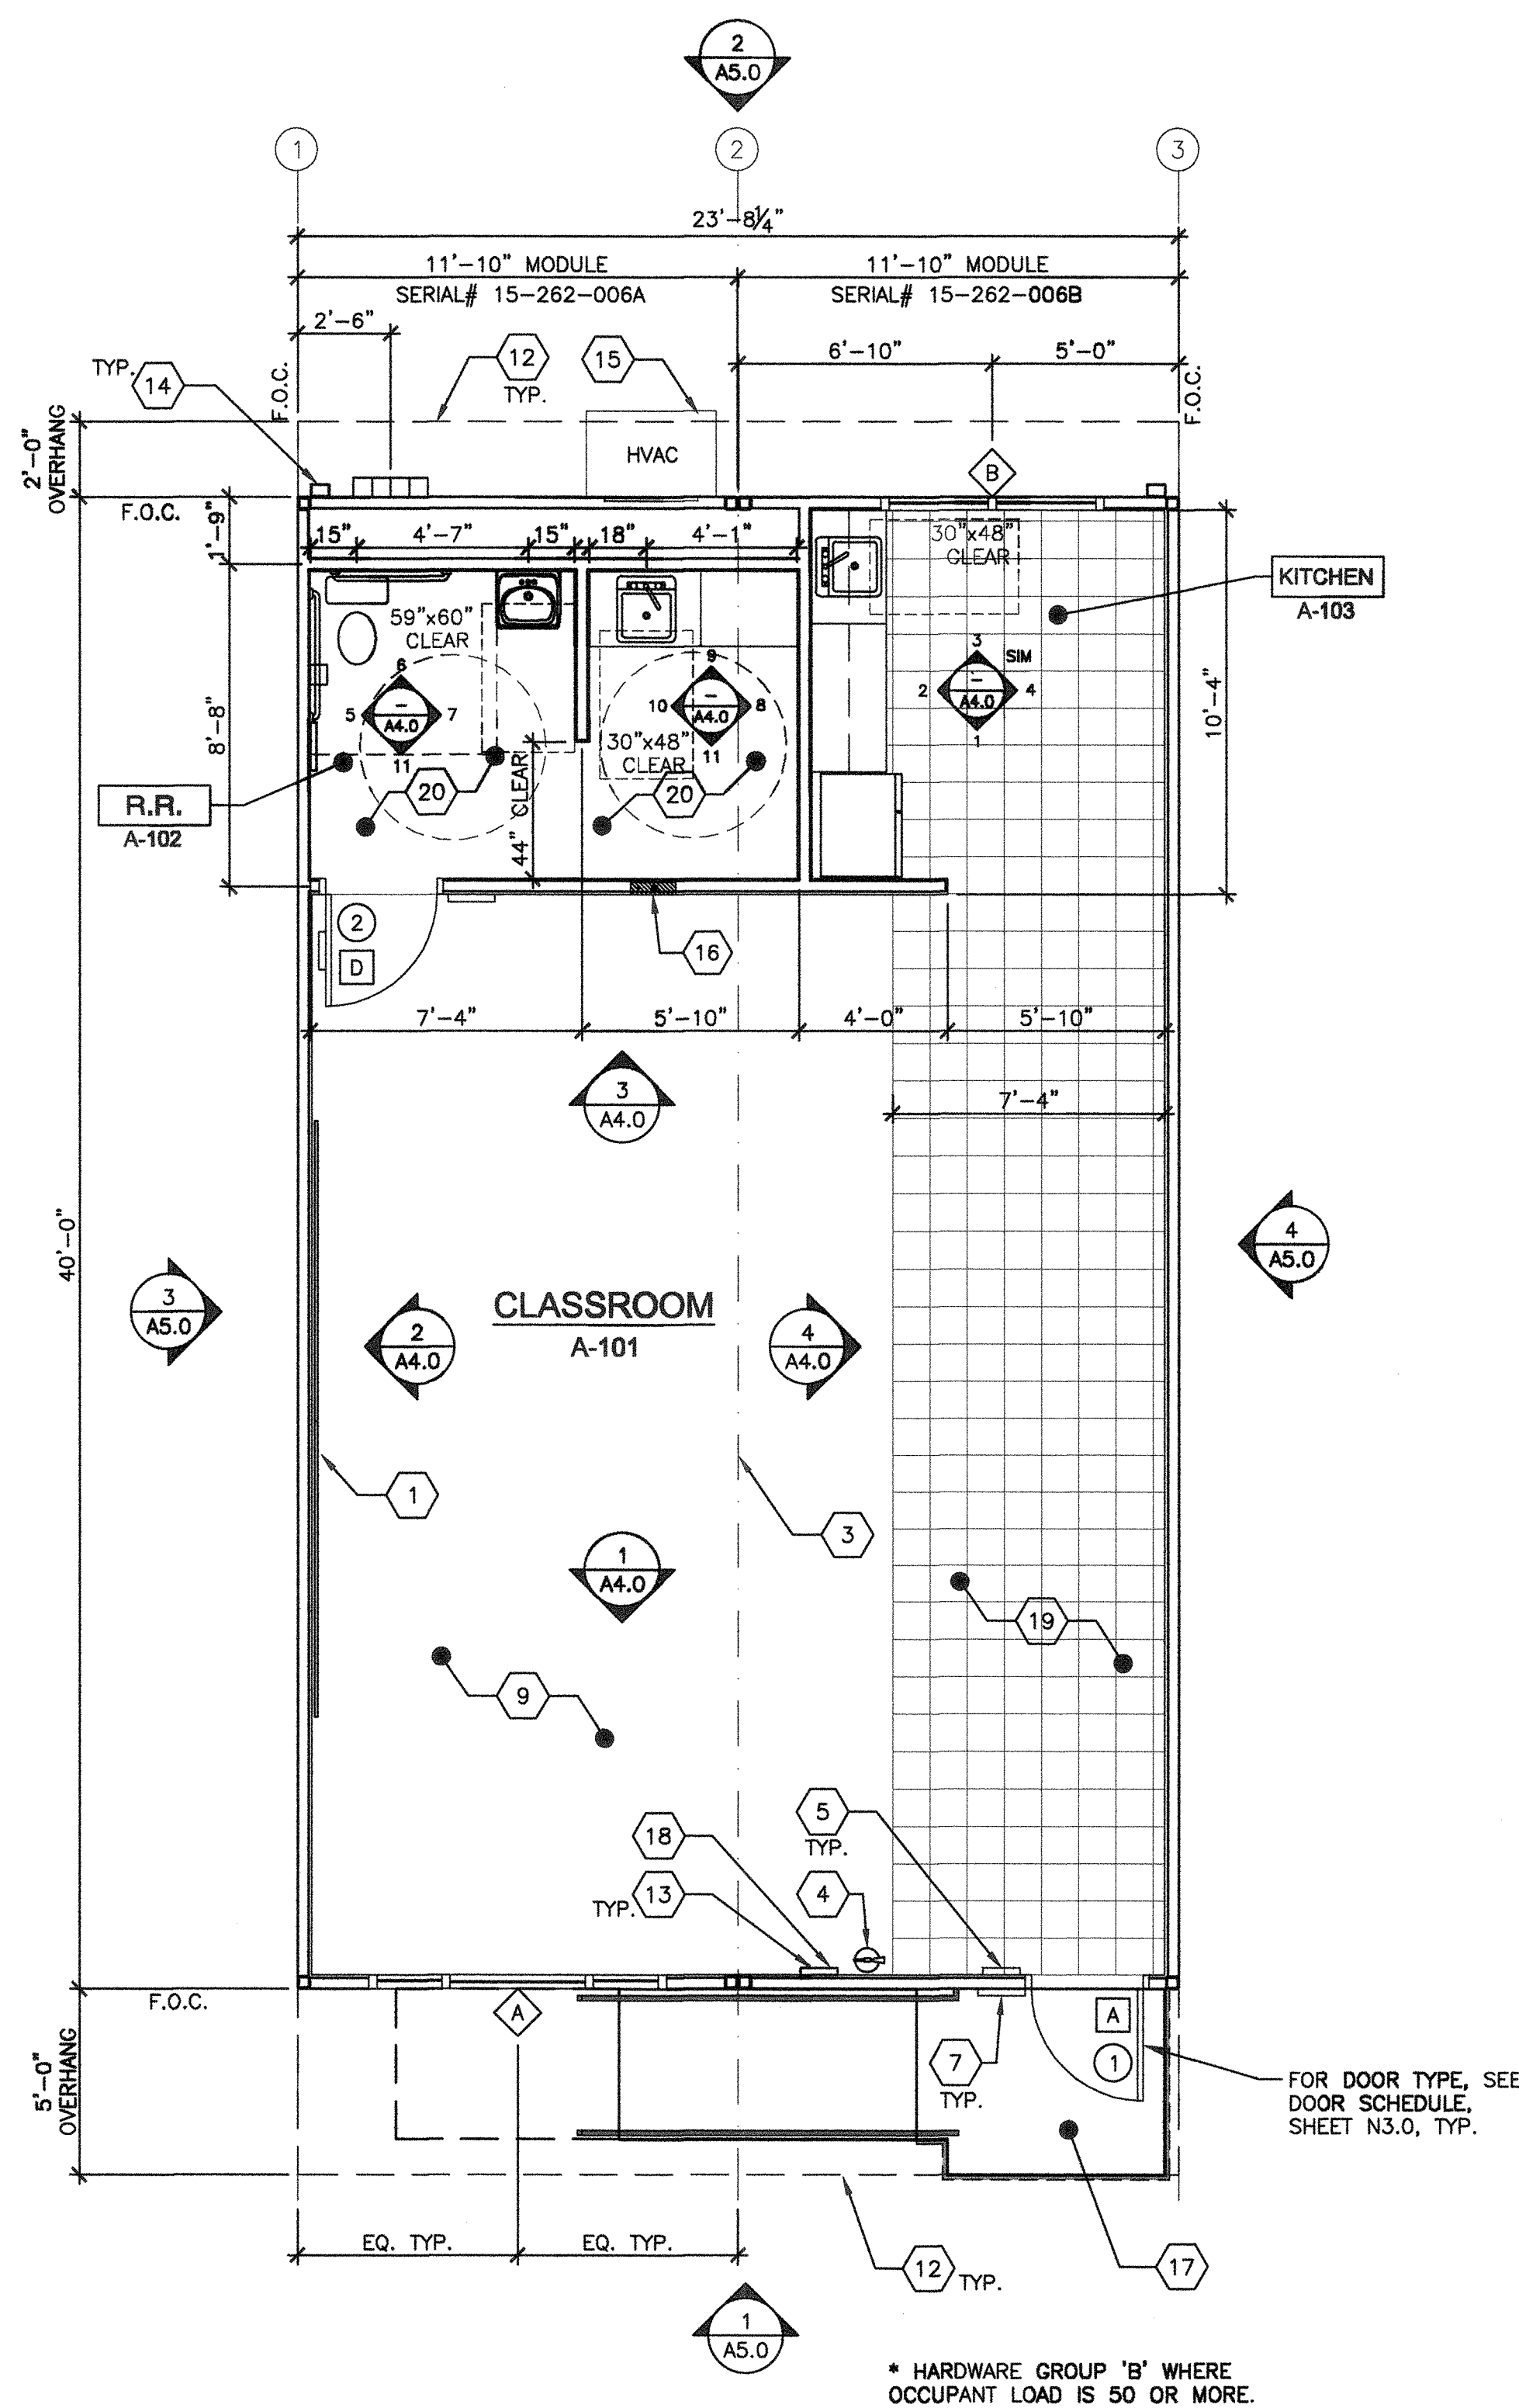 2
A5.0
1
2
3
23'-8¼"
11'-10" MODULE
11'-10" MODULE
SERIAL# 15-262-006A
SERIAL# 15-262-006B
2'-6"
6'-10"
5'-0"
TYP.
14
12
TYP.
15
F.O.C.
F.O.C.
2'-0"
OVERHANG
HVAC
B
F.O.C.
1'-9"
15"
4'-7"
15"
18"
4'-1"
30"x48"
CLEAR
KITCHEN
A-103
59"x60"
CLEAR
6
5
-
A4.0
7
11
9
10
-
A4.0
8
11
3
SIM
2
-
A4.0
4
1
8'-8"
10'-4"
30"x48"
CLEAR
R.R.
A-102
20
20
44" CLEAR
2
D
16
7'-4"
5'-10"
4'-0"
5'-10"
3
A4.0
7'-4"
40'-0"
4
A5.0
3
A5.0
CLASSROOM
A-101
2
A4.0
4
A4.0
1
3
1
A4.0
19
9
5
TYP.
18
TYP.
13
4
F.O.C.
A
A
1
5'-0"
OVERHANG
7
TYP.
FOR DOOR TYPE, SEE
DOOR SCHEDULE,
SHEET N3.0, TYP.
EQ. TYP.
EQ. TYP.
12
TYP.
17
1
A5.0
* HARDWARE GROUP 'B' WHERE
OCCUPANT LOAD IS 50 OR MORE.